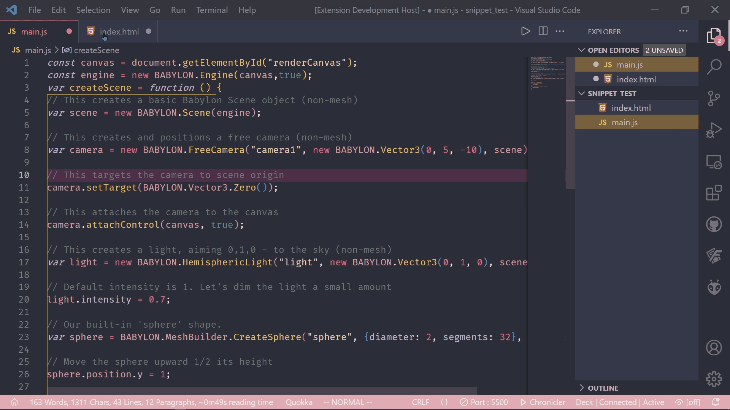 File Edit Selection View Go Run Terminal Help [Extension Development Host] - ● main.js - snippet_test - Visual Studio Code
JS main.js ● index.html ●
JS main.js > createScene
1 const canvas = document.getElementById("renderCanvas");
2 const engine = new BABYLON.Engine(canvas,true);
3 var createScene = function () {
4 // This creates a basic Babylon Scene object (non-mesh)
5 var scene = new BABYLON.Scene(engine);
6
7 // This creates and positions a free camera (non-mesh)
8 var camera = new BABYLON.FreeCamera("camera1", new BABYLON.Vector3(0, 5, -10), scene)
9
10 // This targets the camera to scene origin
11 camera.setTarget(BABYLON.Vector3.Zero());
12
13 // This attaches the camera to the canvas
14 camera.attachControl(canvas, true);
15
16 // This creates a light, aiming 0,1,0 - to the sky (non-mesh)
17 var light = new BABYLON.HemisphericLight("light", new BABYLON.Vector3(0, 1, 0), scene
18
19 // Default intensity is 1. Let's dim the light a small amount
20 light.intensity = 0.7;
21
22 // Our built-in 'sphere' shape.
23 var sphere = BABYLON.MeshBuilder.CreateSphere("sphere", {diameter: 2, segments: 32},
24
25 // Move the sphere upward 1/2 its height
26 sphere.position.y = 1;
27
EXPLORER
OPEN EDITORS 2 UNSAVED
● JS main.js
● index.html
SNIPPET TEST
index.html
JS main.js
OUTLINE
2
163 Words, 1311 Chars, 43 Lines, 12 Paragraphs, ~0m49s reading time Quokka -- NORMAL -- CRLF {} Port : 5500 Chronicler Deck | Connected | Active [off]